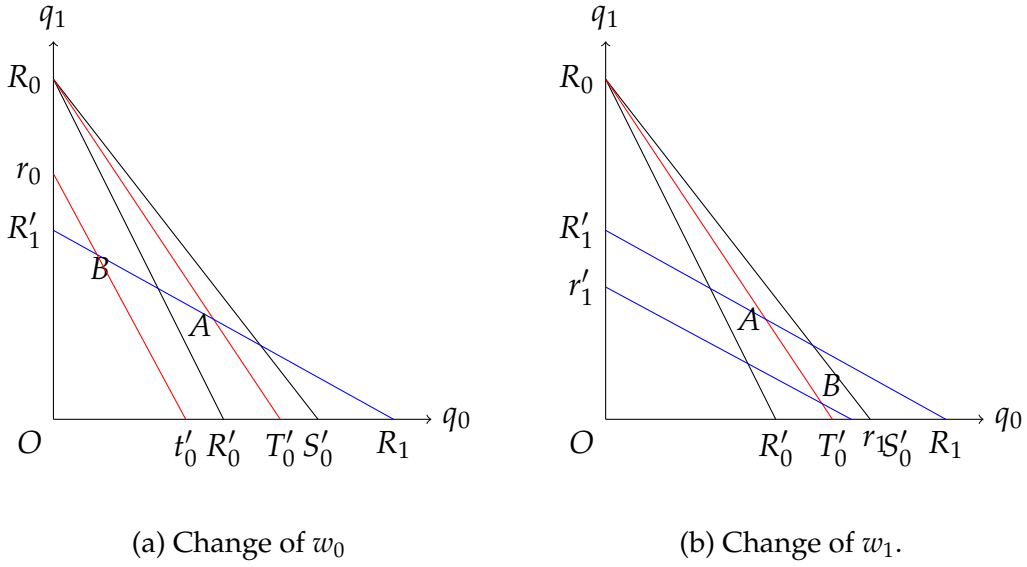 q₁
R₀
r₀
R′₁
B
A
O
t′₀ R′₀ T′₀ S′₀ R₁
q₀
(a) Change of w₀
q₁
R₀
R′₁
r′₁
A
B
O
R′₀ T′₀ r₁ S′₀ R₁
q₀
(b) Change of w₁.